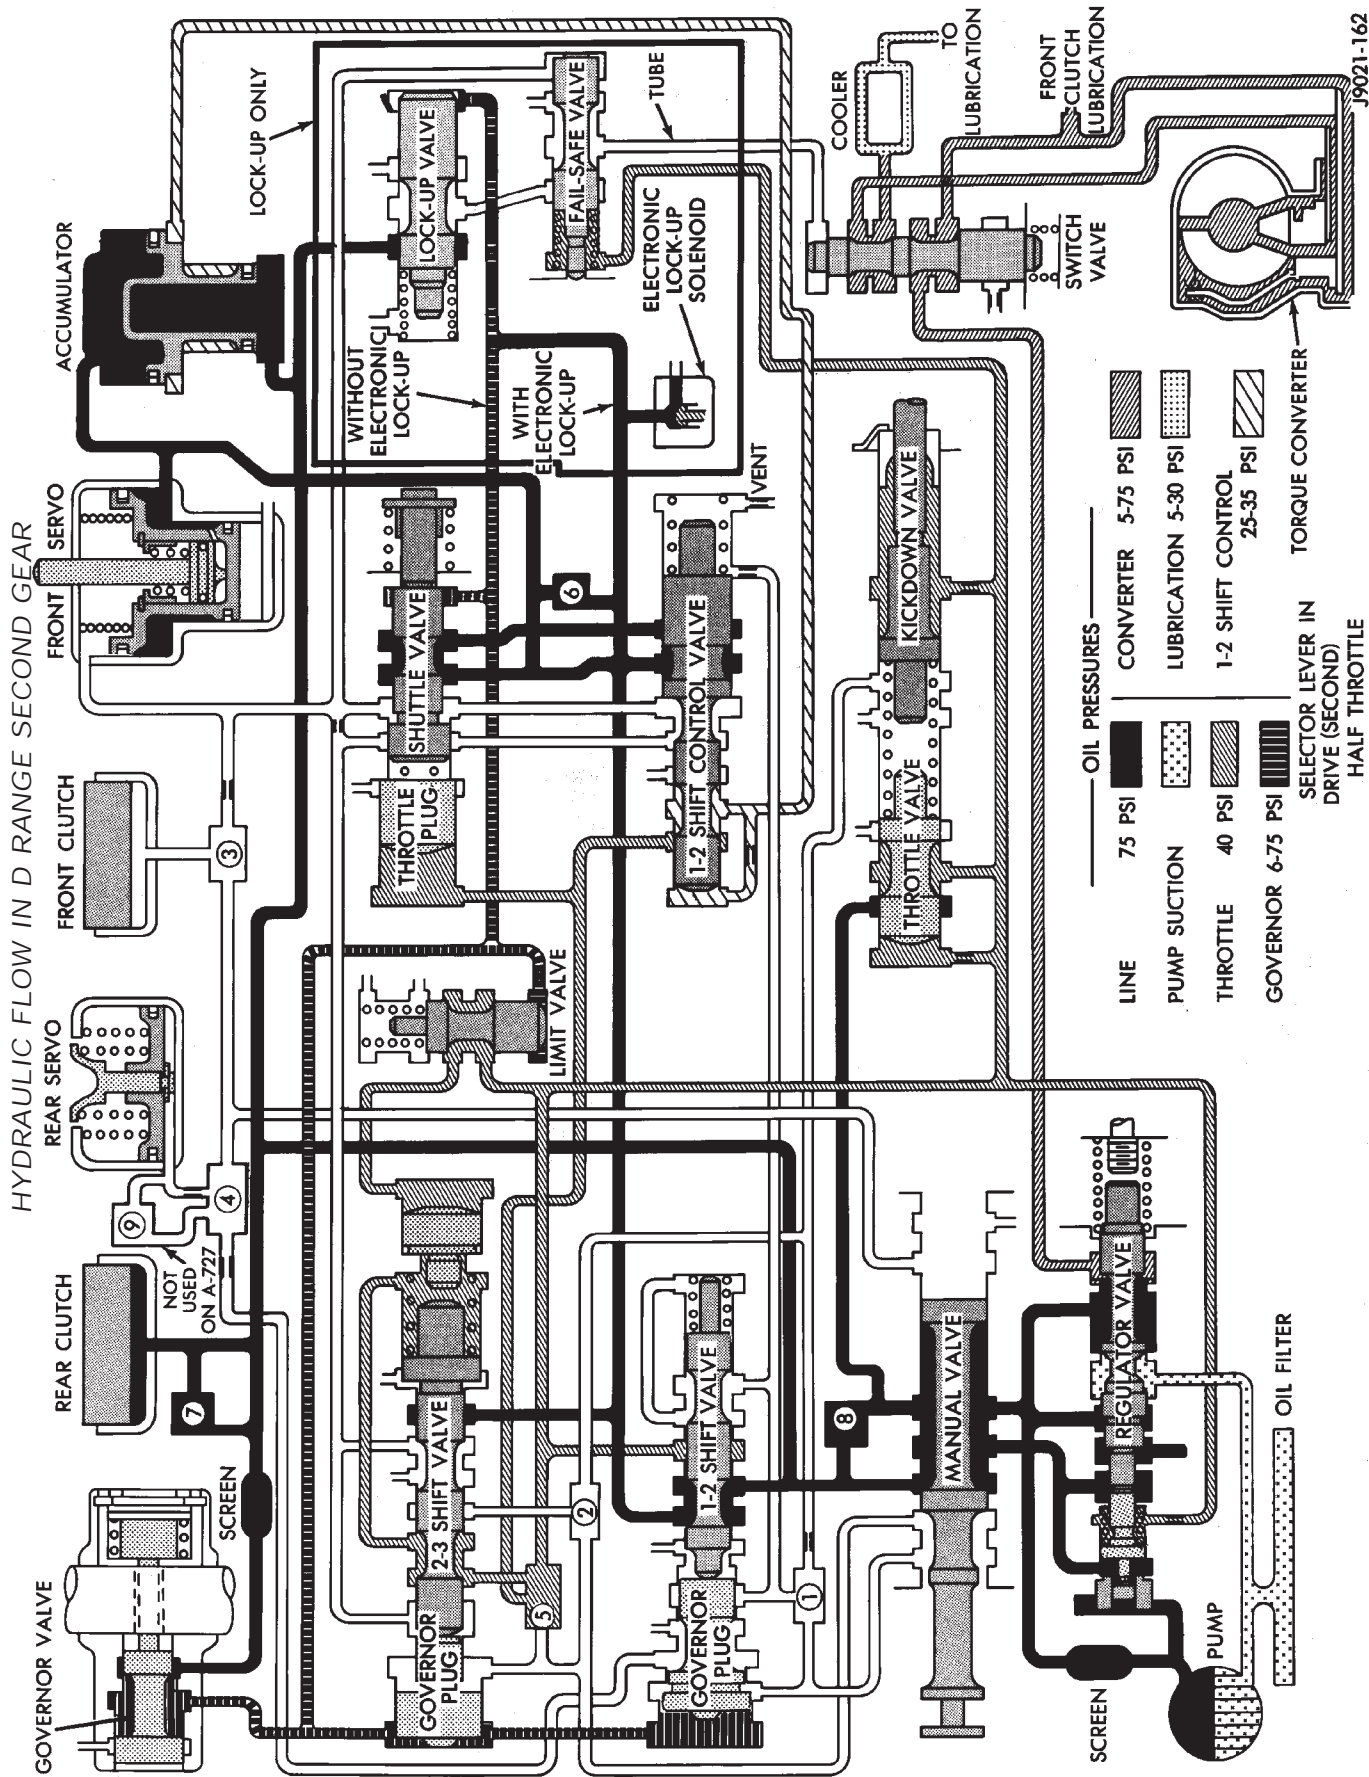 HYDRAULIC FLOW IN D RANGE SECOND GEAR
GOVERNOR VALVE
SCREEN
REAR CLUTCH
7
NOT
USED
ON A-727
9
4
REAR SERVO
FRONT CLUTCH
3
FRONT SERVO
ACCUMULATOR
LOCK-UP ONLY
GOVERNOR
PLUG
2-3 SHIFT VALVE
5
2
LIMIT VALVE
THROTTLE
PLUG
SHUTTLE VALVE
6
WITHOUT
ELECTRONIC
LOCK-UP
WITH
ELECTRONIC
LOCK-UP
LOCK-UP VALVE
FAIL-SAFE VALVE
TUBE
ELECTRONIC
LOCK-UP
SOLENOID
GOVERNOR
PLUG
1-2 SHIFT VALVE
1
1-2 SHIFT CONTROL VALVE
VENT
COOLER
TO
LUBRICATION
FRONT
CLUTCH
LUBRICATION
SWITCH
VALVE
8
MANUAL VALVE
THROTTLE VALVE
KICKDOWN VALVE
SCREEN
PUMP
REGULATOR VALVE
OIL FILTER
OIL PRESSURES
LINE 75 PSI
PUMP SUCTION
THROTTLE 40 PSI
GOVERNOR 6-75 PSI
CONVERTER 5-75 PSI
LUBRICATION 5-30 PSI
1-2 SHIFT CONTROL
25-35 PSI
SELECTOR LEVER IN
DRIVE (SECOND)
HALF THROTTLE
TORQUE CONVERTER
J9021-162